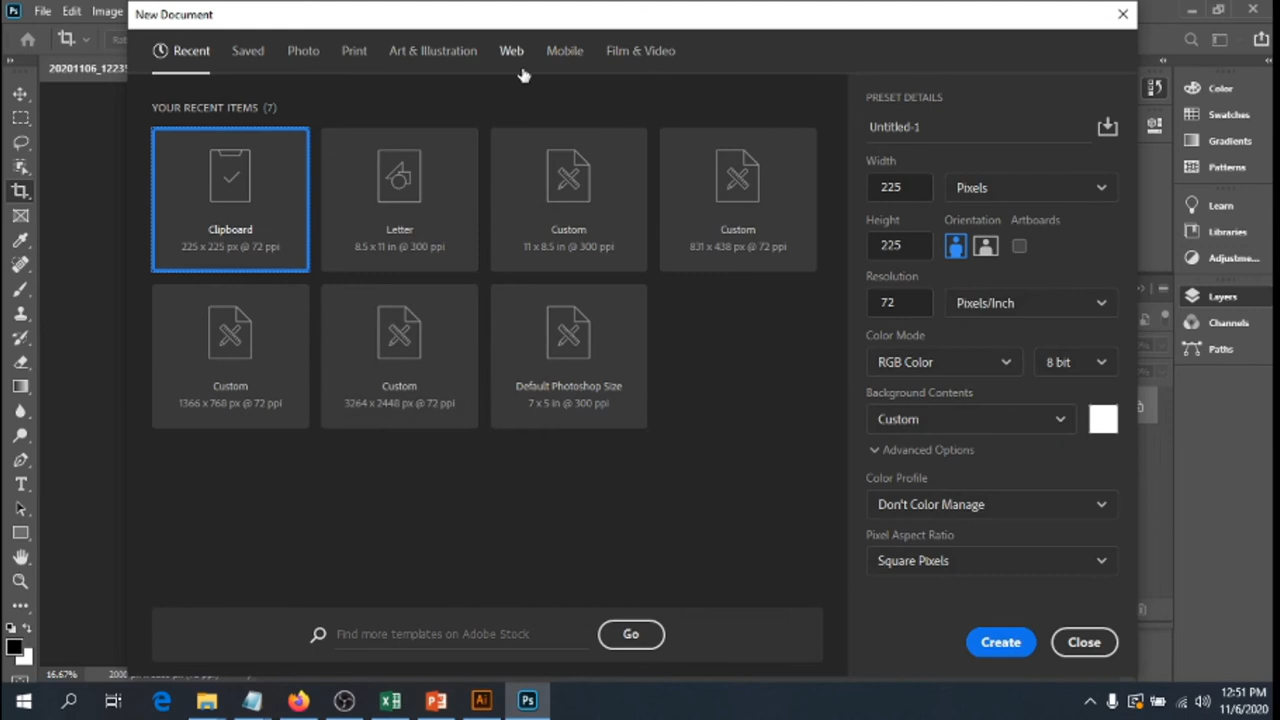 Ps File Edit Image
New Document
Recent Saved Photo Print Art & Illustration Web Mobile Film & Video
YOUR RECENT ITEMS (7)
Clipboard
225 x 225 px @ 72 ppi
Letter
8.5 x 11 in @ 300 ppi
Custom
11 x 8.5 in @ 300 ppi
Custom
831 x 438 px @ 72 ppi
Custom
1366 x 768 px @ 72 ppi
Custom
3264 x 2448 px @ 72 ppi
Default Photoshop Size
7 x 5 in @ 300 ppi
Find more templates on Adobe Stock
Go
PRESET DETAILS
Untitled-1
Width
225 Pixels
Height Orientation Artboards
225
Resolution
72 Pixels/Inch
Color Mode
RGB Color 8 bit
Background Contents
Custom
Advanced Options
Color Profile
Don't Color Manage
Pixel Aspect Ratio
Square Pixels
Create Close
Color
Swatches
Gradients
Patterns
Learn
Libraries
Adjustme...
Layers
Channels
Paths
16.67%
Ai Ps
12:51 PM
11/6/2020